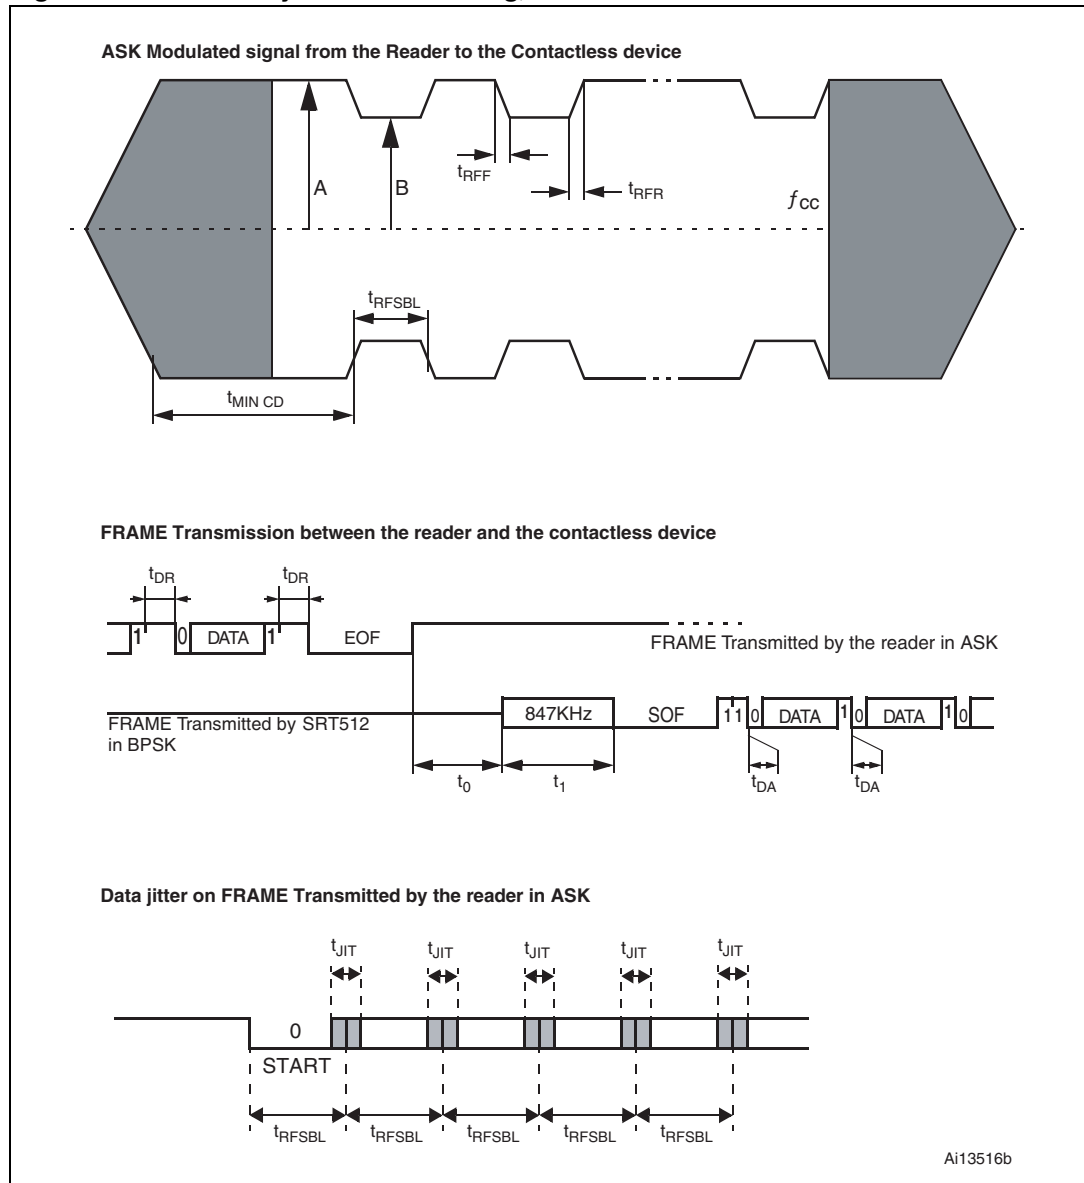 ASK Modulated signal from the Reader to the Contactless device
A
B
tRFF
tRFR
ƒcc
tRFSBL
tMIN CD
FRAME Transmission between the reader and the contactless device
tDR
tDR
1
0
DATA
1
EOF
FRAME Transmitted by the reader in ASK
FRAME Transmitted by SRT512
in BPSK
847KHz
SOF
1 1
0
DATA
1
0
DATA
1
0
t0
t1
tDA
tDA
Data jitter on FRAME Transmitted by the reader in ASK
tJIT
tJIT
tJIT
tJIT
tJIT
0
START
tRFSBL
tRFSBL
tRFSBL
tRFSBL
tRFSBL
Ai13516b